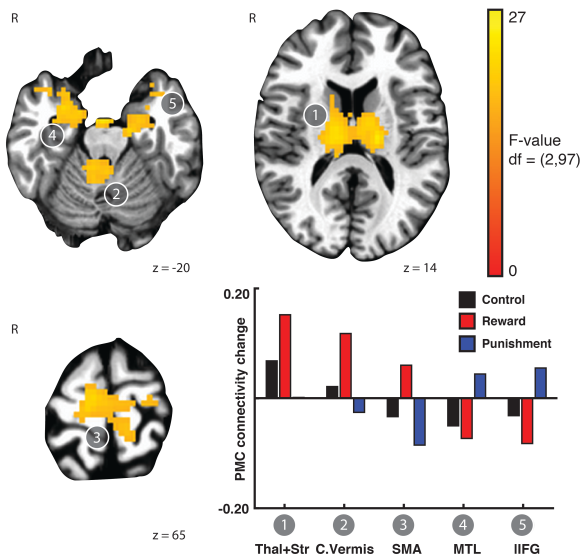 R
5
4
2
z = -20
R
1
z = 14
27
F-value
df = (2,97)
0
R
3
z = 65
0.20
Control
Reward
Punishment
PMC connectivity change
-0.20
1 2 3 4 5
Thal+Str C.Vermis SMA MTL lIFG